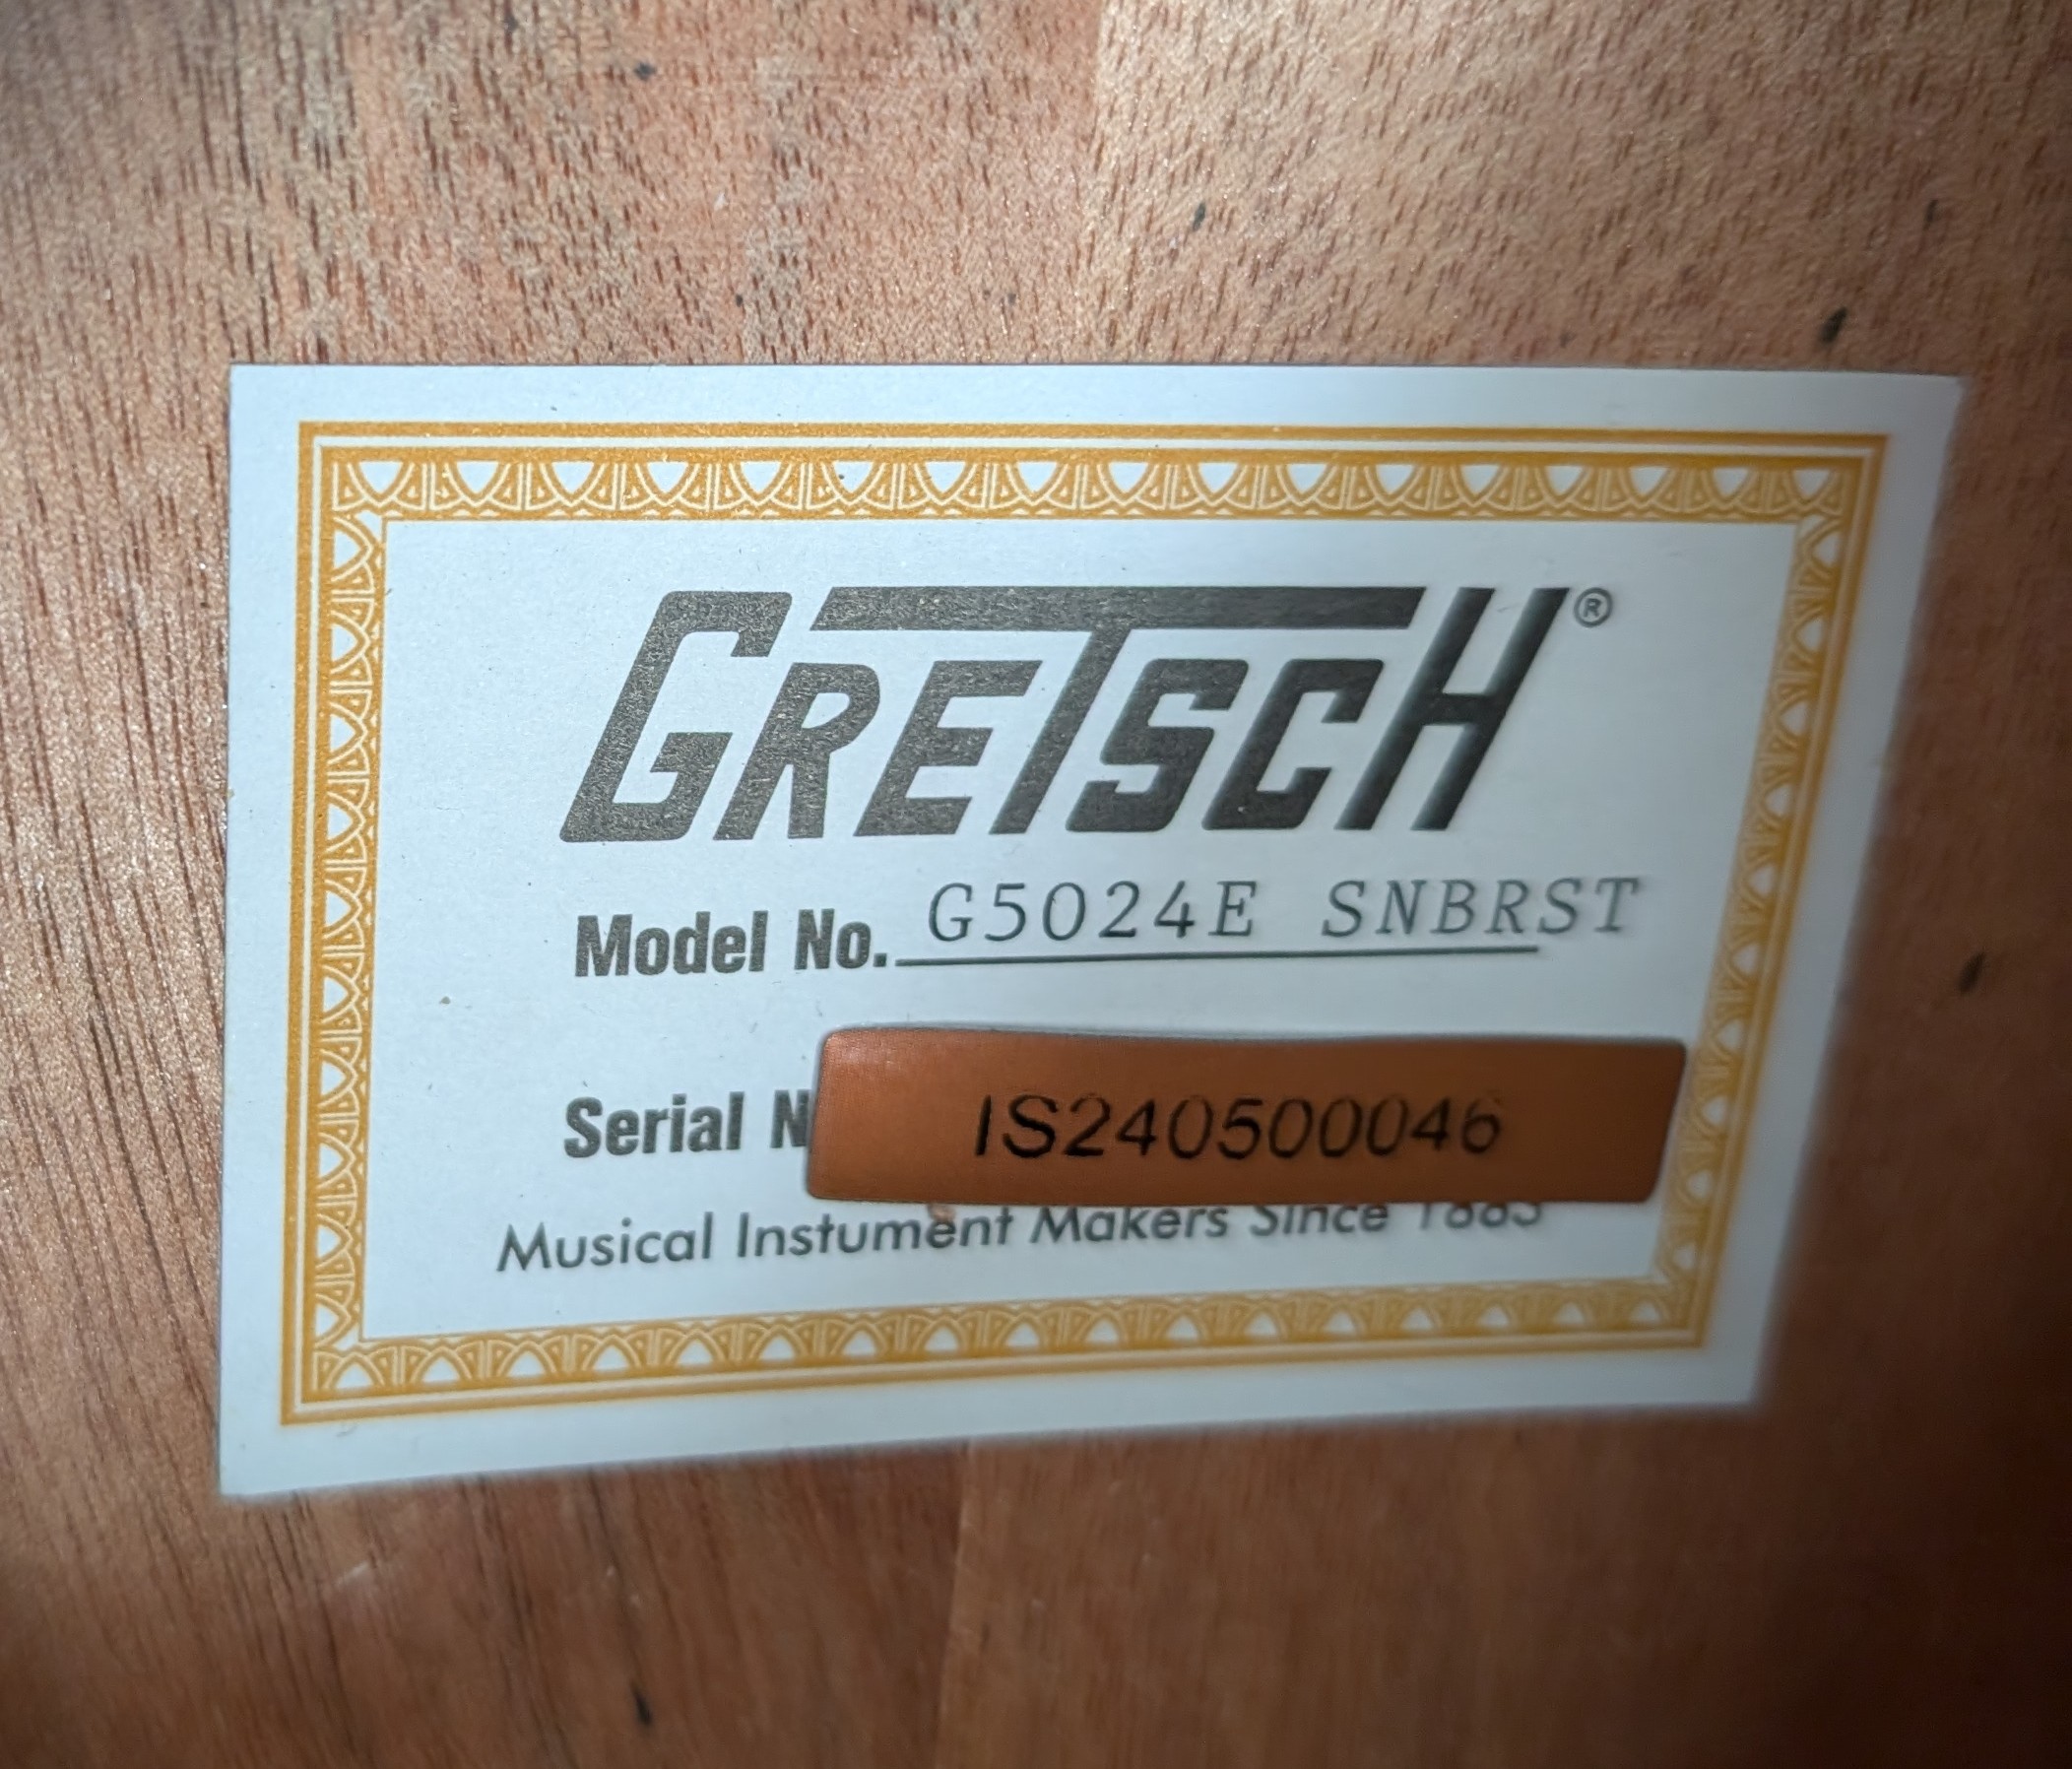 GRETSCH®
Model No. G5024E SNBRST
Serial N IS240500046
Musical Instument Makers Since 1883